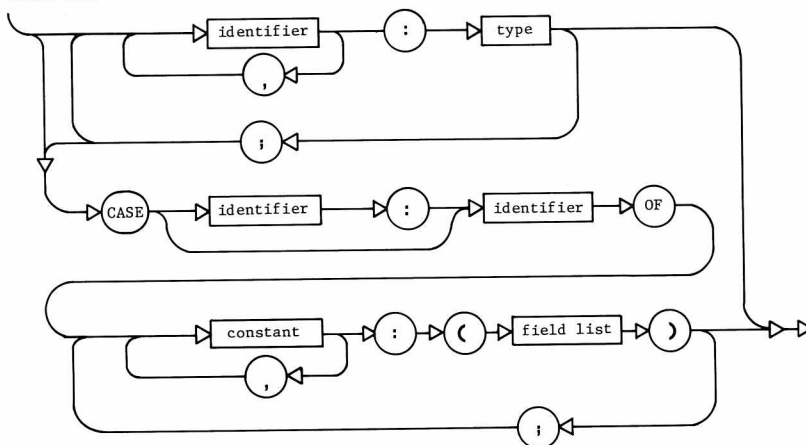 identifier : type
,
;
CASE identifier : identifier OF
constant : ( field list )
,
;